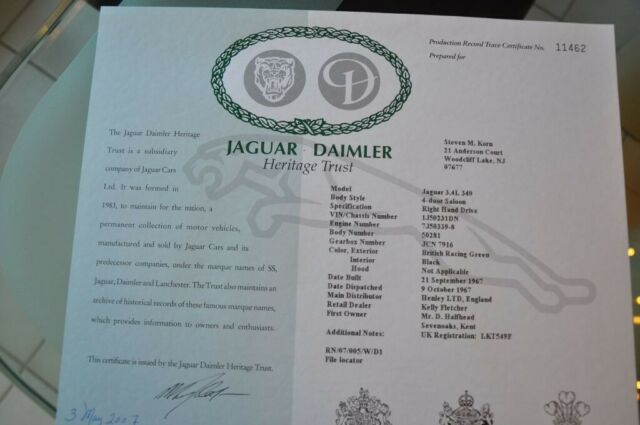 Production Record Trace Certificate No. 11462
Prepared for
JAGUAR · DAIMLER
Heritage Trust
Steven M. Korn
21 Anderson Court
Woodcliff Lake, NJ
07677
The Jaguar Daimler Heritage
Trust is a subsidiary
company of Jaguar Cars
Ltd. It was formed in
1983, to maintain for the nation, a
permanent collection of motor vehicles,
manufactured and sold by Jaguar Cars and its
predecessor companies, under the marque names of SS,
Jaguar, Daimler and Lanchester. The Trust also maintains an
archive of historical records of these famous marque names,
which provides information to owners and enthusiasts.
This certificate is issued by the Jaguar Daimler Heritage Trust.
3 May 2007
Model Jaguar 3.4L 340
Body Style 4-door Saloon
Specification Right Hand Drive
VIN/Chassis Number 1J50231DN
Engine Number 7J50339-8
Body Number 50281
Gearbox Number JCN 7916
Color, Exterior British Racing Green
Interior Black
Hood Not Applicable
Date Built 21 September 1967
Date Dispatched 9 October 1967
Main Distributor Henley LTD, England
Retail Dealer Kelly Fletcher
First Owner Mr. D. Halfhead
Sevenoaks, Kent
Additional Notes: UK Registration: LKT549F
RN/07/005/W/D1
File locator